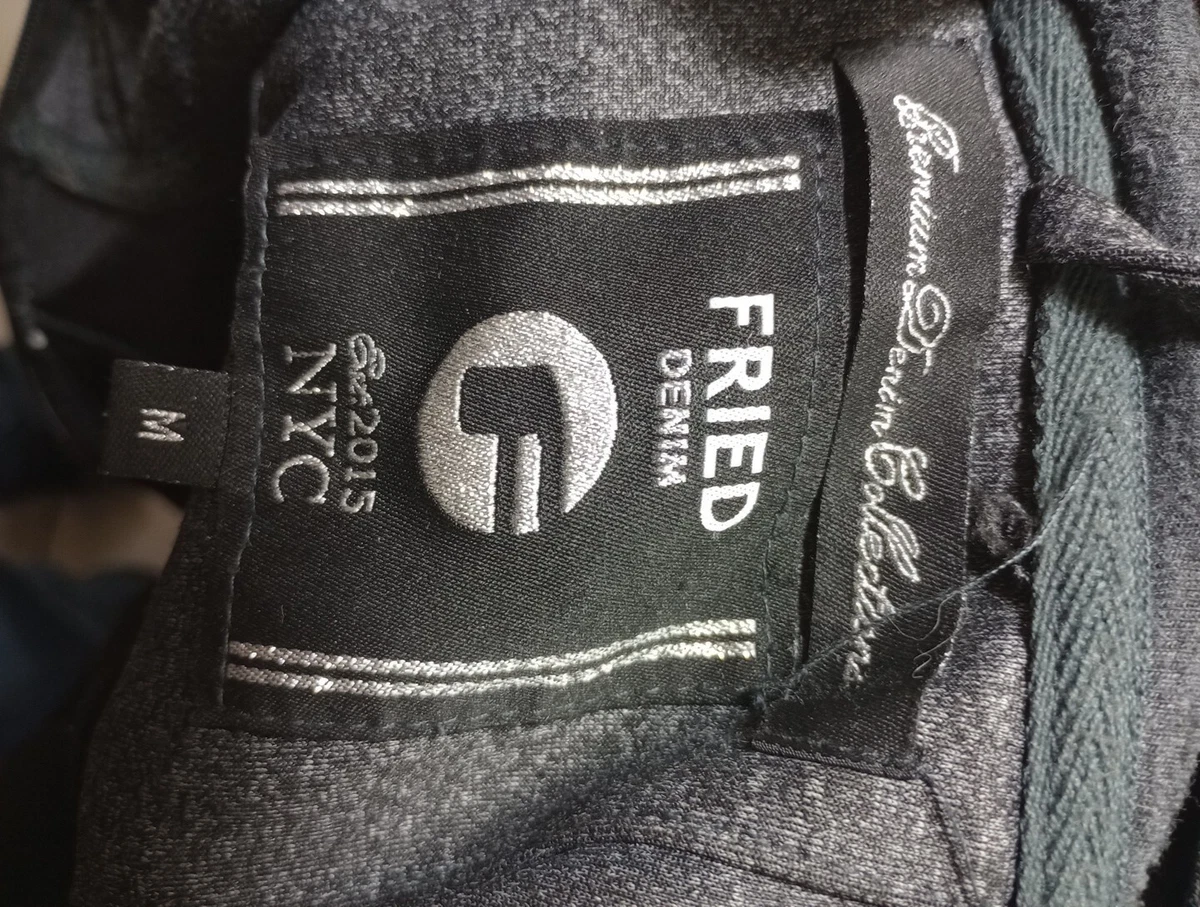 Premium Denim Collection
FRIED
DENIM
Est 2015
NYC
M